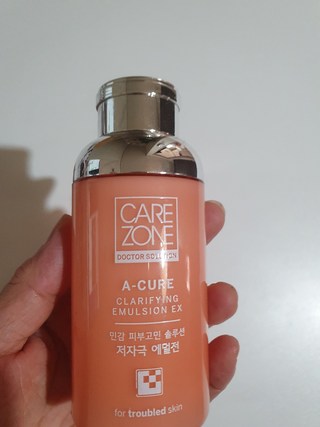 CARE
ZONE
DOCTOR SOLUTION
A-CURE
CLARIFYING
EMULSION EX
민감 피부고민 솔루션
저자극 에멀전
for troubled skin